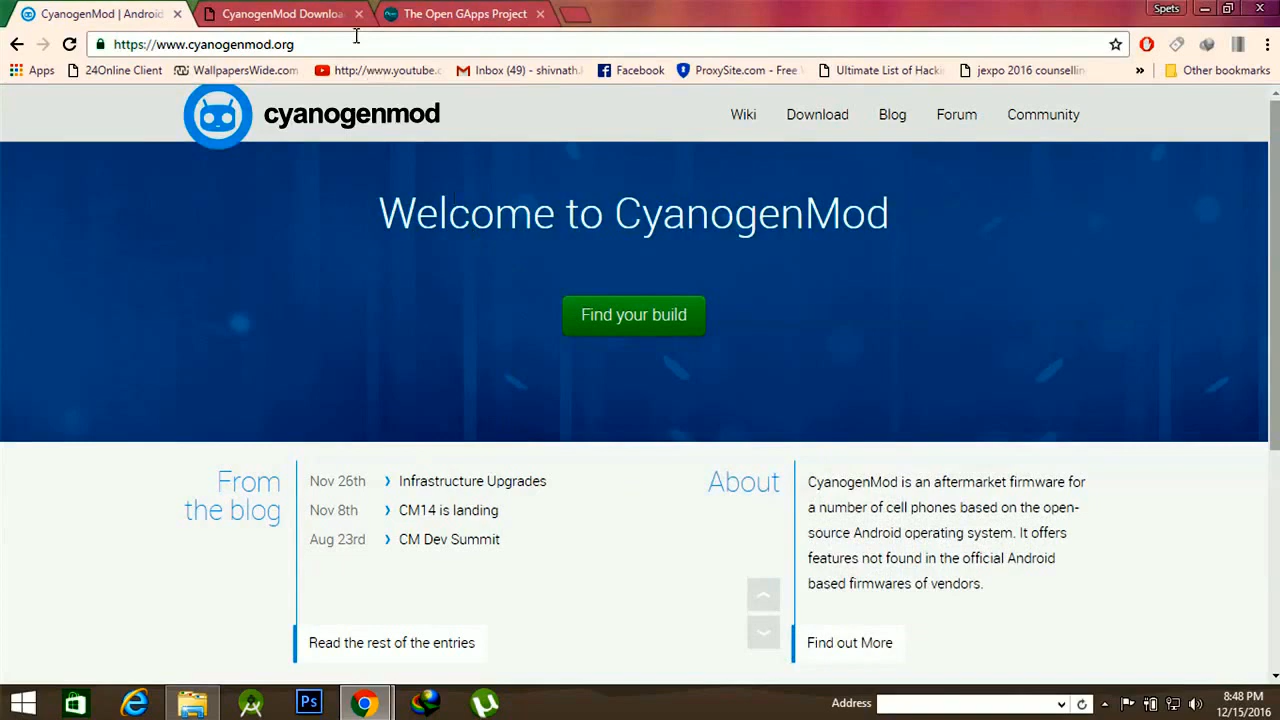 CyanogenMod | Android
CyanogenMod Downloa
The Open GApps Project
Spets
https://www.cyanogenmod.org
Apps
24Online Client
WallpapersWide.com
http://www.youtube.c
Inbox (49) - shivnath.
Facebook
ProxySite.com - Free
Ultimate List of Hacki
jexpo 2016 counsellin
»
Other bookmarks
cyanogenmod
Wiki
Download
Blog
Forum
Community
Welcome to CyanogenMod
Find your build
From
the blog
Nov 26th
Infrastructure Upgrades
Nov 8th
CM14 is landing
Aug 23rd
CM Dev Summit
Read the rest of the entries
About
CyanogenMod is an aftermarket firmware for
a number of cell phones based on the open-
source Android operating system. It offers
features not found in the official Android
based firmwares of vendors.
Find out More
Ps
Address
8:48 PM
12/15/2016